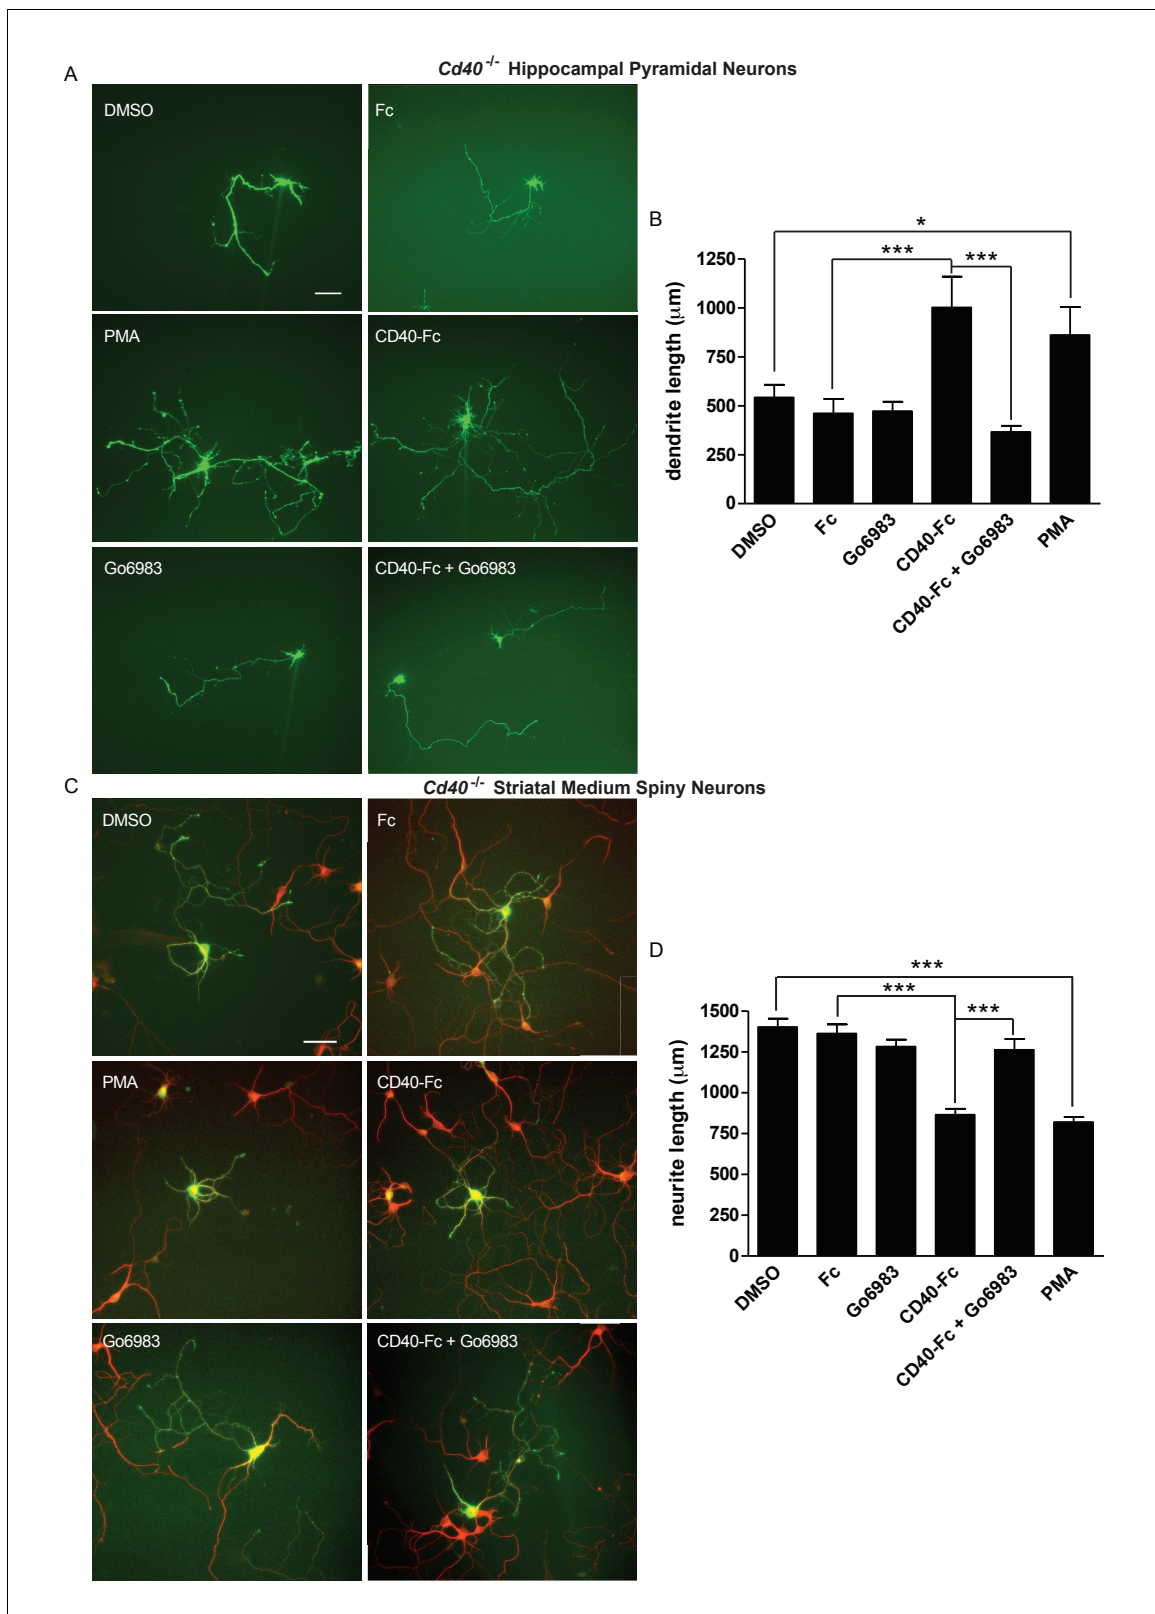 A
Cd40 -/- Hippocampal Pyramidal Neurons
DMSO
Fc
PMA
CD40-Fc
Go6983
CD40-Fc + Go6983
B
*
***
***
1250
1000
750
500
250
0
dendrite length (μm)
DMSO
Fc
Go6983
CD40-Fc
CD40-Fc + Go6983
PMA
C
Cd40 -/- Striatal Medium Spiny Neurons
DMSO
Fc
PMA
CD40-Fc
Go6983
CD40-Fc + Go6983
D
***
***
***
1500
1250
1000
750
500
250
0
neurite length (μm)
DMSO
Fc
Go6983
CD40-Fc
CD40-Fc + Go6983
PMA